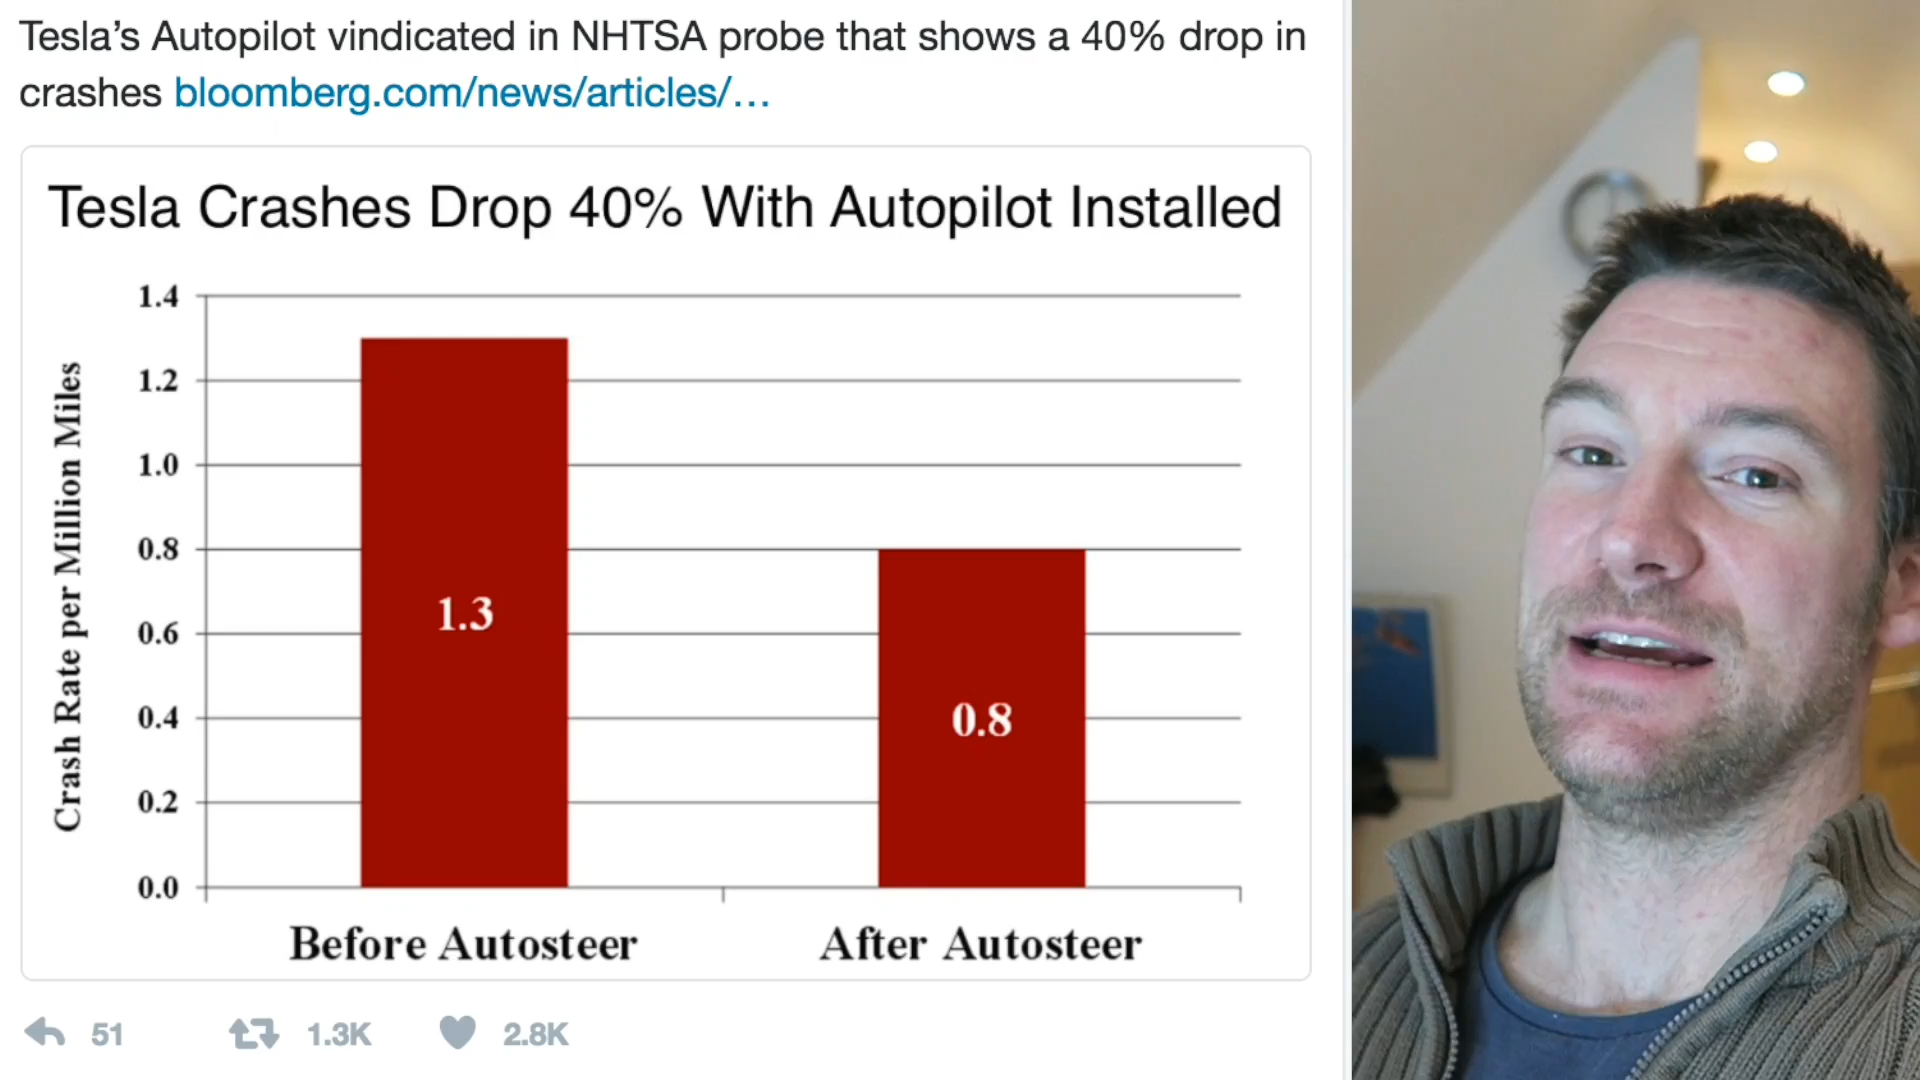 Tesla’s Autopilot vindicated in NHTSA probe that shows a 40% drop in
crashes bloomberg.com/news/articles/…
Tesla Crashes Drop 40% With Autopilot Installed
Crash Rate per Million Miles
1.4
1.2
1.0
0.8
0.6
0.4
0.2
0.0
1.3
0.8
Before Autosteer
After Autosteer
51
1.3K
2.8K